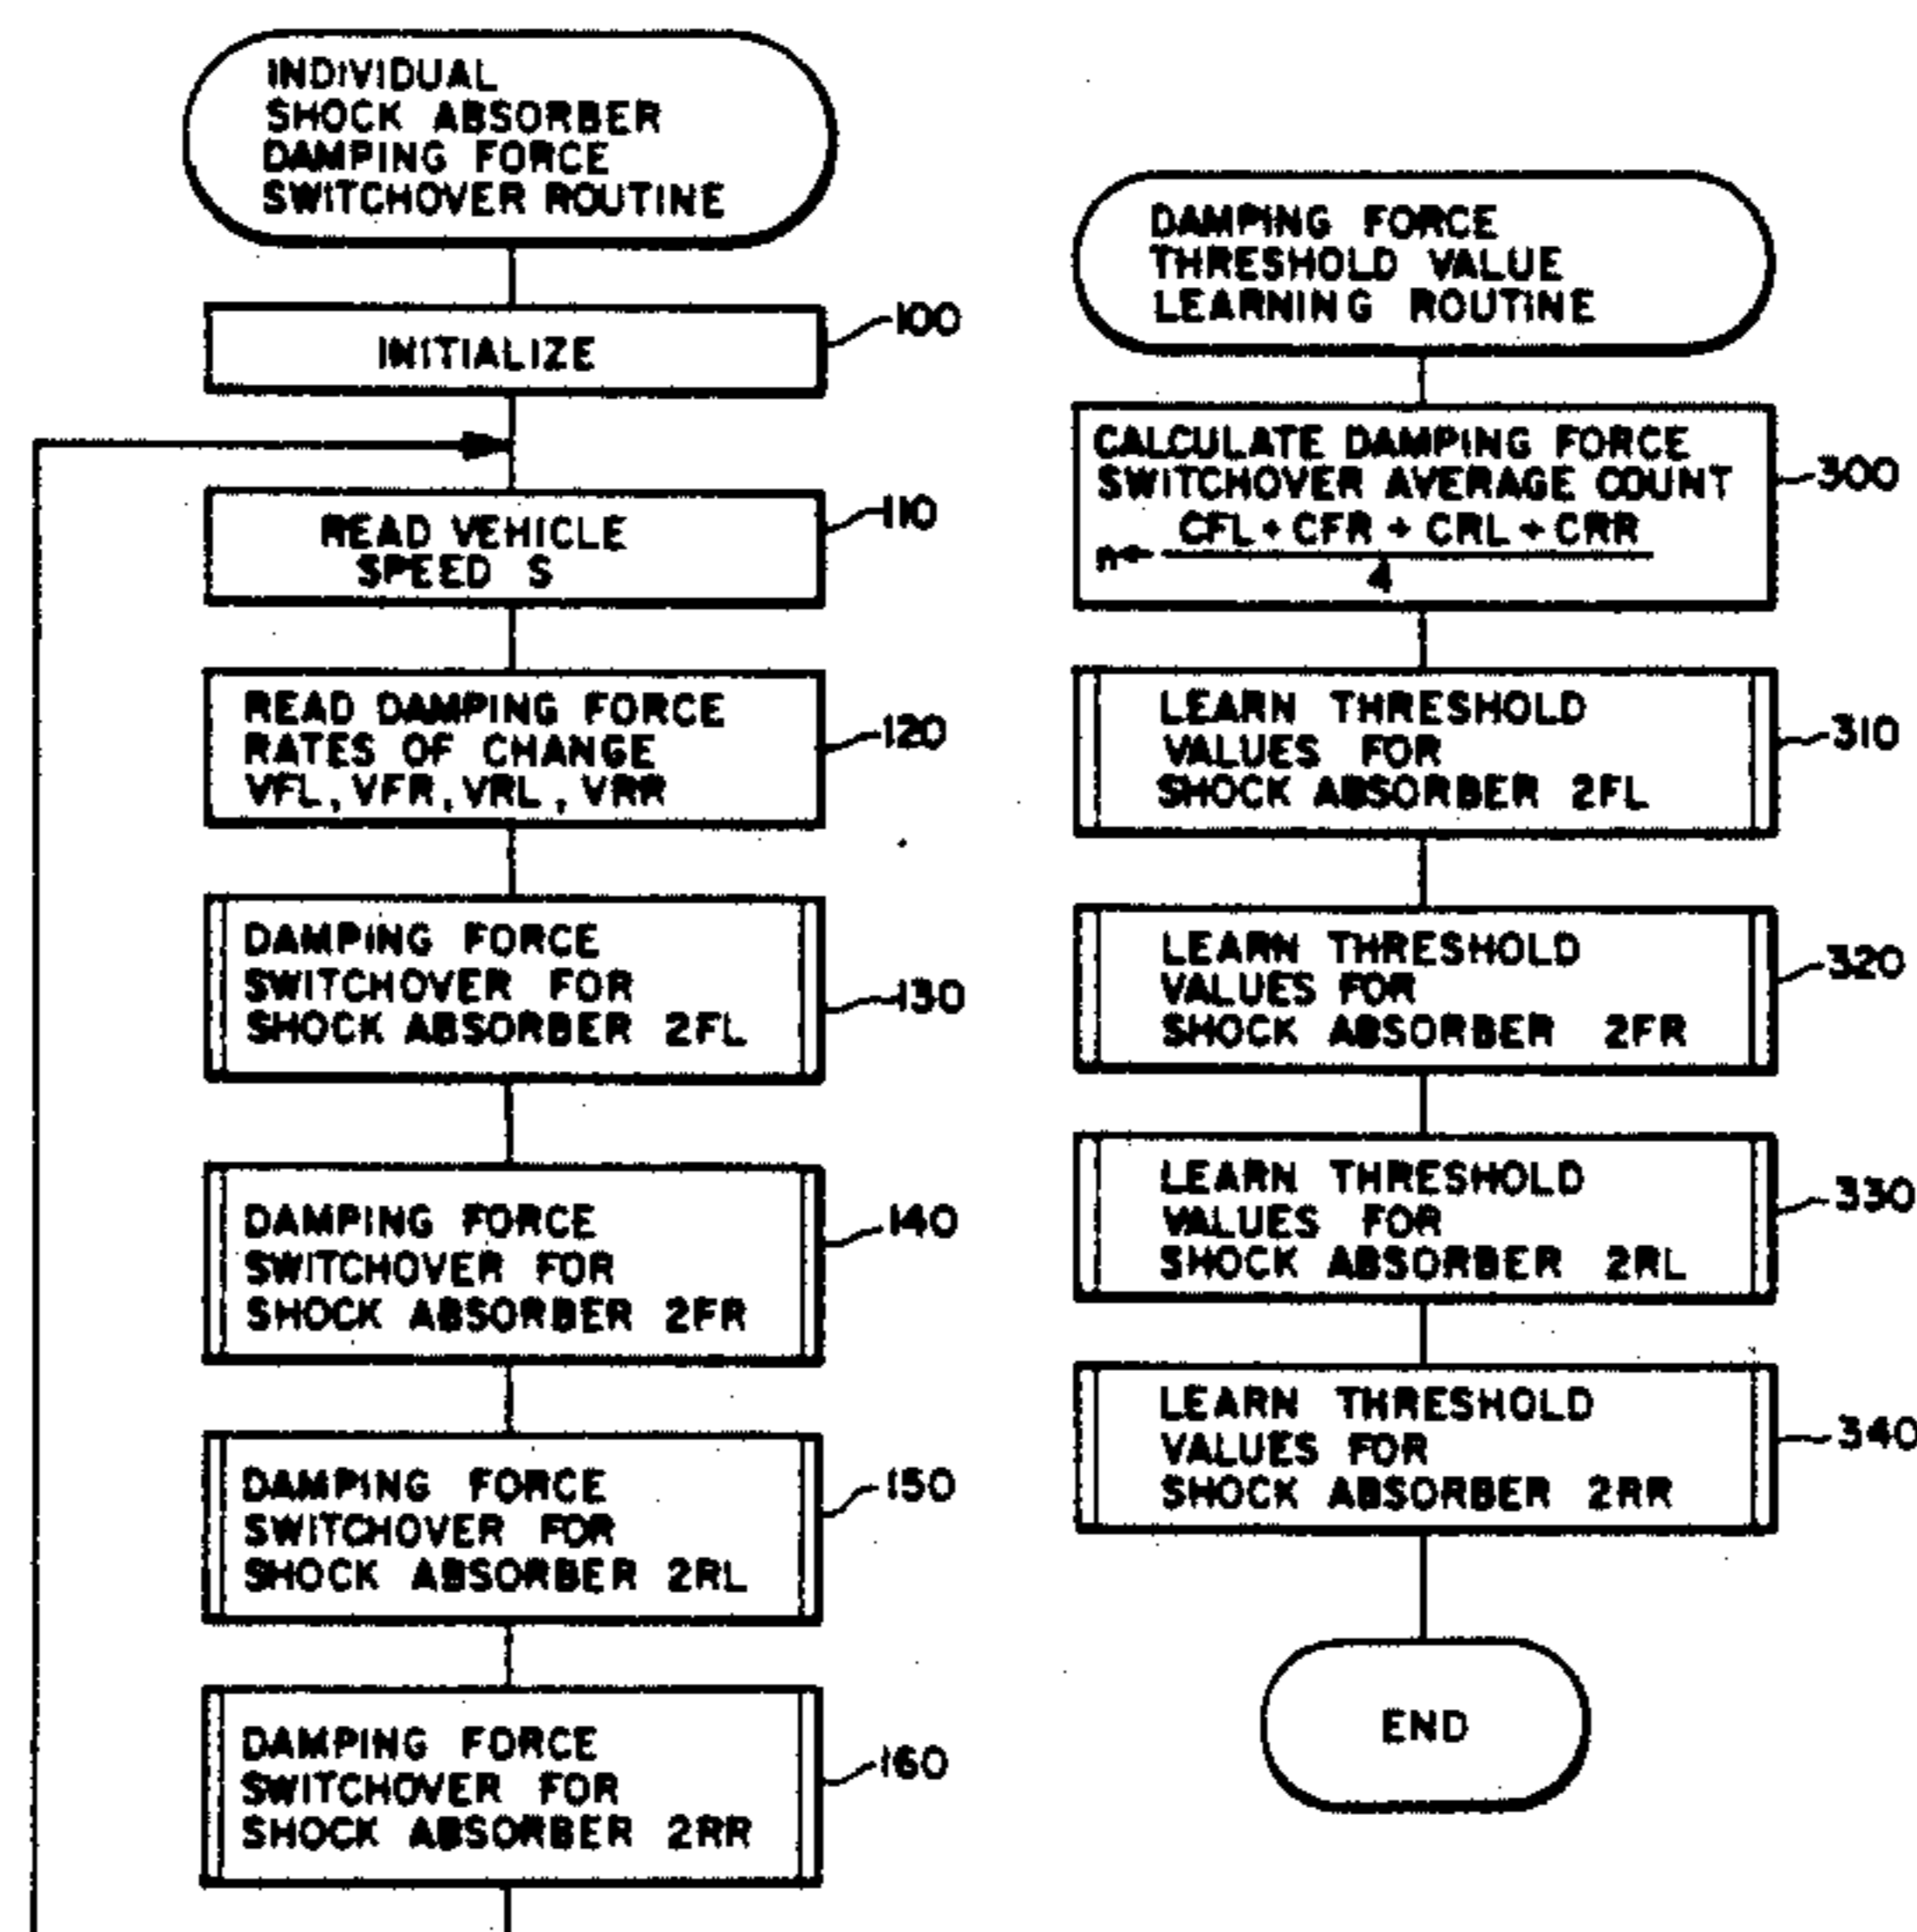 INDIVIDUAL
SHOCK ABSORBER
DAMPING FORCE
SWITCHOVER ROUTINE
INITIALIZE
100
READ VEHICLE
SPEED S
110
READ DAMPING FORCE
RATES OF CHANGE
VFL, VFR, VRL, VRR
120
DAMPING FORCE
SWITCHOVER FOR
SHOCK ABSORBER 2FL
130
DAMPING FORCE
SWITCHOVER FOR
SHOCK ABSORBER 2FR
140
DAMPING FORCE
SWITCHOVER FOR
SHOCK ABSORBER 2RL
150
DAMPING FORCE
SWITCHOVER FOR
SHOCK ABSORBER 2RR
160
DAMPING FORCE
THRESHOLD VALUE
LEARNING ROUTINE
CALCULATE DAMPING FORCE
SWITCHOVER AVERAGE COUNT
CFL + CFR + CRL + CRR
4
300
LEARN THRESHOLD
VALUES FOR
SHOCK ABSORBER 2FL
310
LEARN THRESHOLD
VALUES FOR
SHOCK ABSORBER 2FR
320
LEARN THRESHOLD
VALUES FOR
SHOCK ABSORBER 2RL
330
LEARN THRESHOLD
VALUES FOR
SHOCK ABSORBER 2RR
340
END